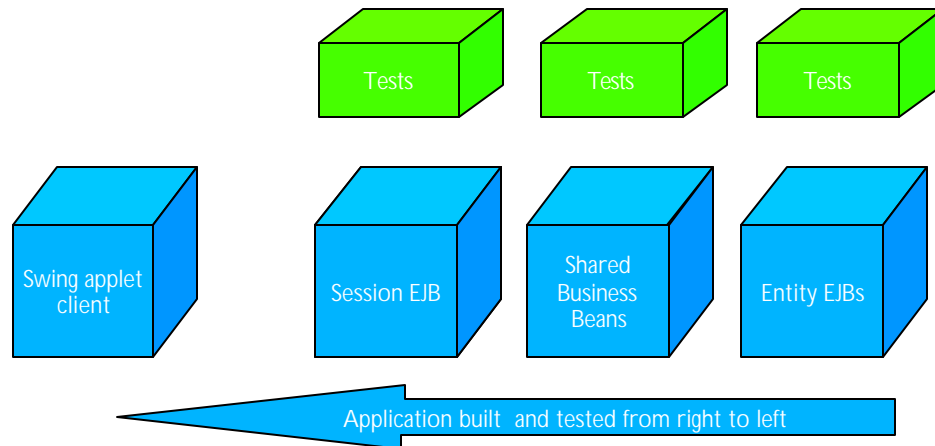 Tests
Tests
Tests
Swing applet
client
Session EJB
Shared
Business
Beans
Entity EJBs
Application built and tested from right to left